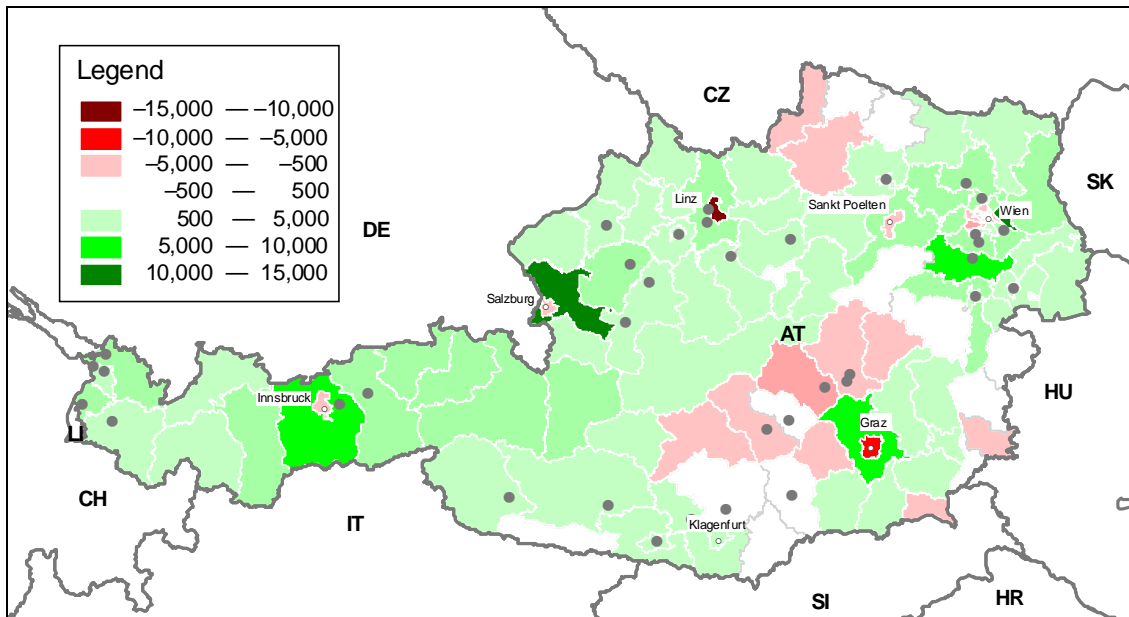 Legend
–15,000 — –10,000
–10,000 — –5,000
–5,000 — –500
–500 500
500 — 5,000
5,000 — 10,000
10,000 — 15,000
CZ
SK
DE
Linz
Sankt Poelten
Wien
Salzburg
AT
HU
Innsbruck
Graz
LI
CH
IT
Klagenfurt
SI
HR